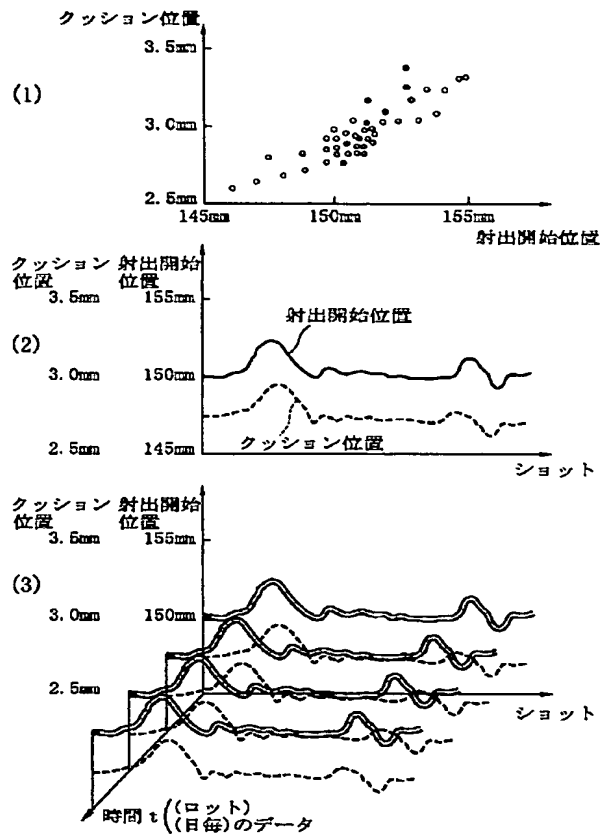 クッション位置
3.5mm
(1)
3.0mm
2.5mm
145mm 150mm 155mm
射出開始位置
クッション位置 射出開始位置
3.5mm 155mm
射出開始位置
(2)
3.0mm 150mm
クッション位置
2.5mm 145mm
ショット
クッション位置 射出開始位置
3.5mm 155mm
(3)
3.0mm 150mm
2.5mm
ショット
時間 t ((ロット)
(日毎)のデータ